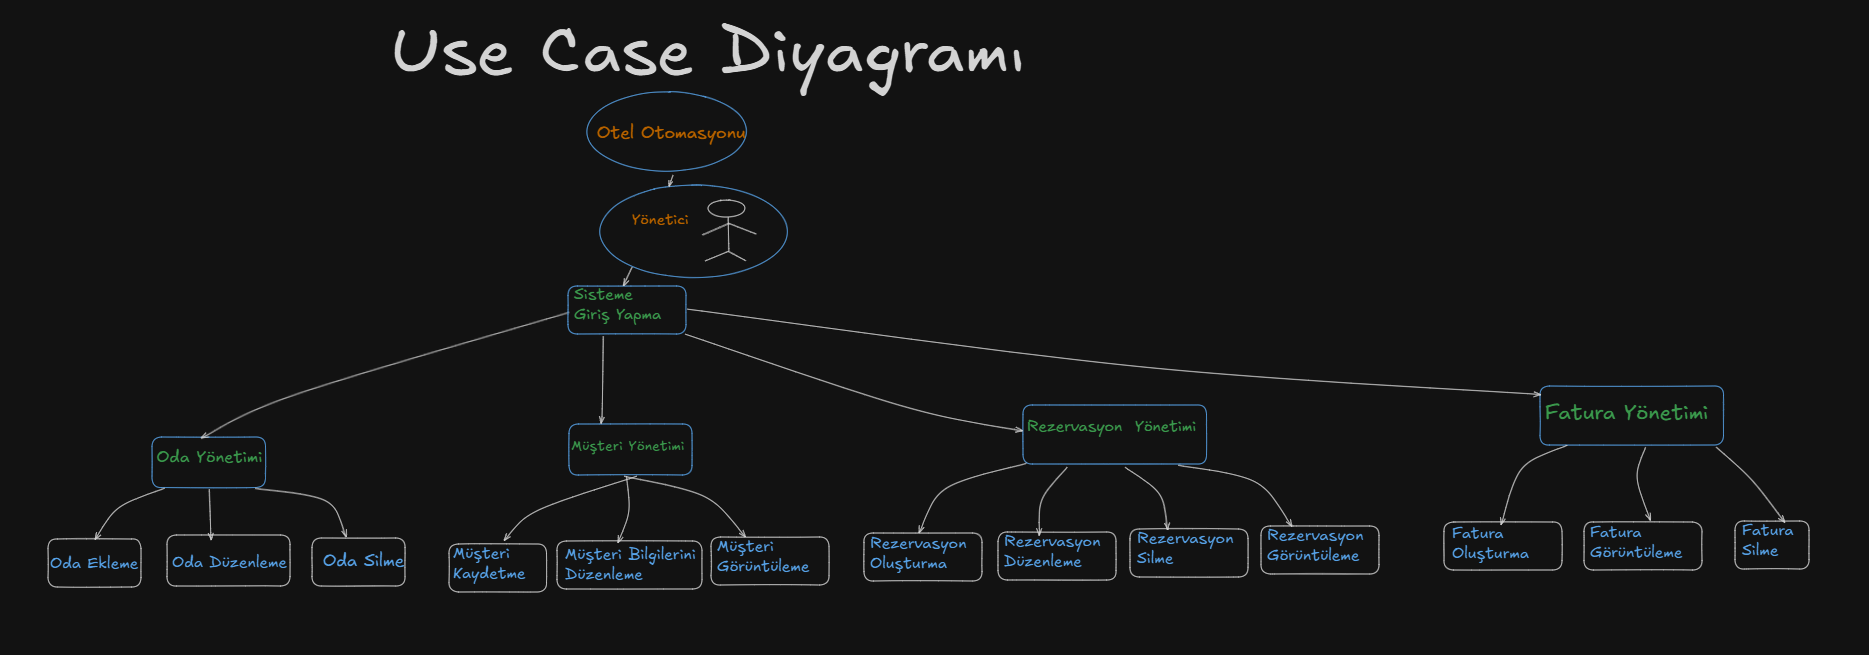 Use Case Diyagramı
Otel Otomasyonu
Yönetici
Sisteme
Giriş Yapma
Oda Yönetimi
Müşteri Yönetimi
Rezervasyon Yönetimi
Fatura Yönetimi
Oda Ekleme
Oda Düzenleme
Oda Silme
Müşteri
Kaydetme
Müşteri Bilgilerini
Düzenleme
Müşteri
Görüntüleme
Rezervasyon
Oluşturma
Rezervasyon
Düzenleme
Rezervasyon
Silme
Rezervasyon
Görüntüleme
Fatura
Oluşturma
Fatura
Görüntüleme
Fatura
Silme